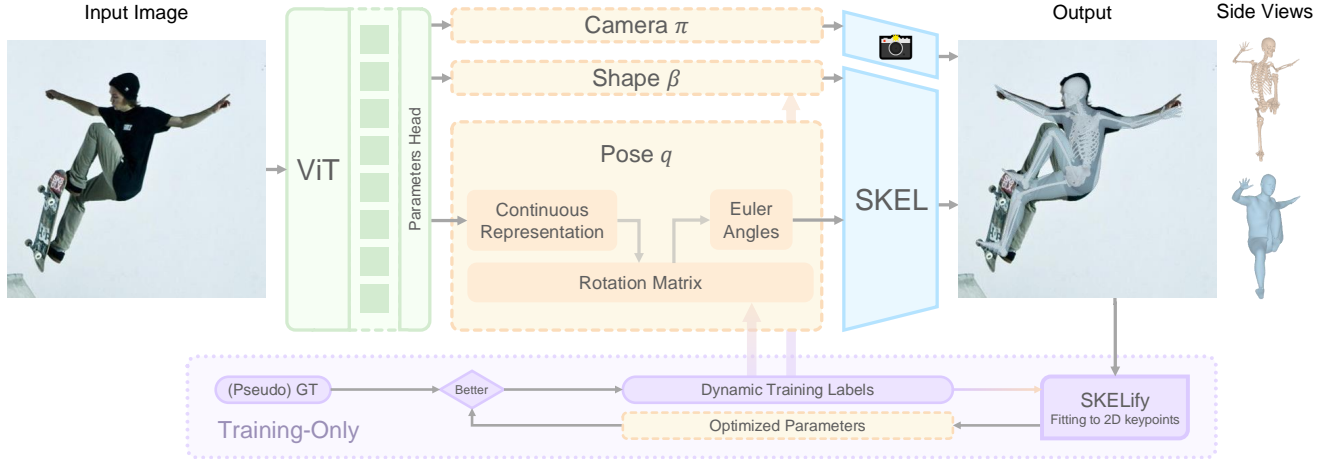 Input Image
Output
Side Views
ViT
Parameters Head
Camera π
Shape β
Pose q
Continuous
Representation
Euler
Angles
Rotation Matrix
SKEL
(Pseudo) GT
Better
Dynamic Training Labels
Optimized Parameters
SKELify
Fitting to 2D keypoints
Training-Only